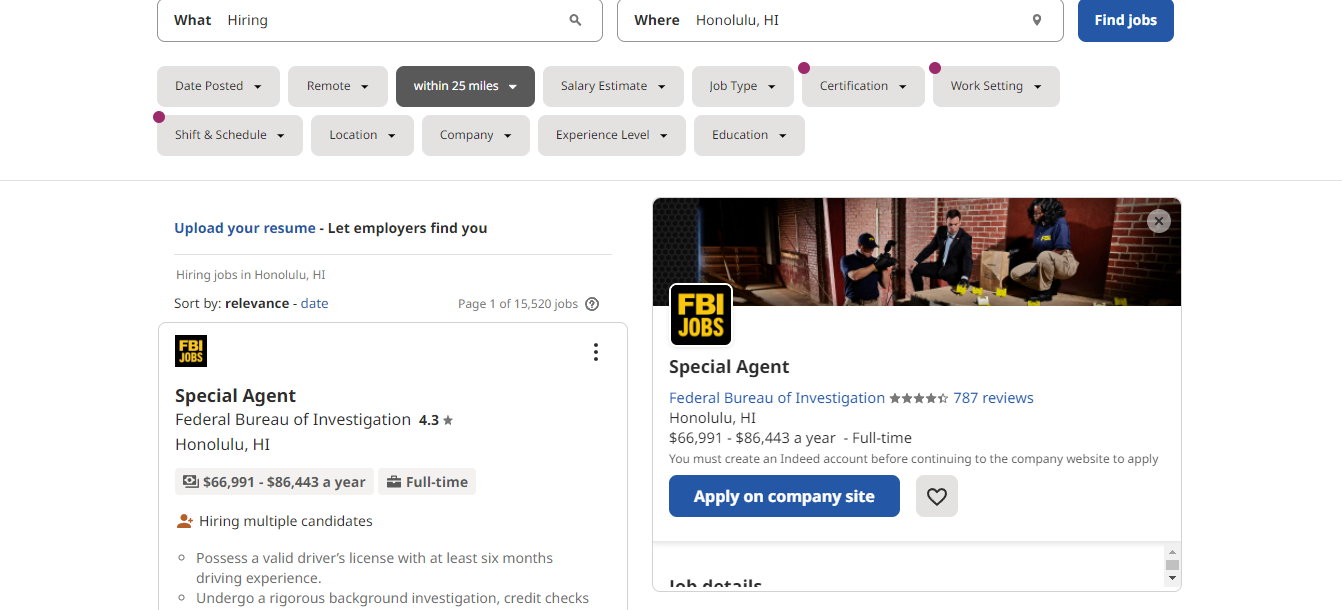 What Hiring
Where Honolulu, HI
Find jobs
Date Posted
Remote
within 25 miles
Salary Estimate
Job Type
Certification
Work Setting
Shift & Schedule
Location
Company
Experience Level
Education
Upload your resume - Let employers find you
Hiring jobs in Honolulu, HI
Sort by: relevance - date
Page 1 of 15,520 jobs
FBI
JOBS
Special Agent
Federal Bureau of Investigation 4.3
Honolulu, HI
$66,991 - $86,443 a year
Full-time
Hiring multiple candidates
Possess a valid driver’s license with at least six months
driving experience.
Undergo a rigorous background investigation, credit checks
FBI
JOBS
Special Agent
Federal Bureau of Investigation 787 reviews
Honolulu, HI
$66,991 - $86,443 a year - Full-time
You must create an Indeed account before continuing to the company website to apply
Apply on company site
Job details